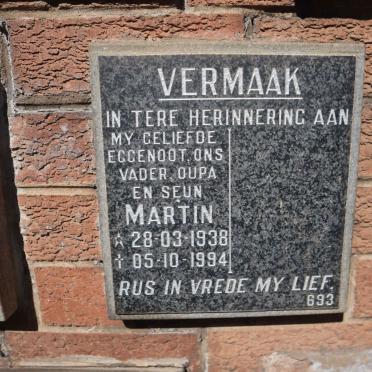 VERMAAK
IN TERE HERINNERING AAN
MY GELIEFDE
EGGENOOT, ONS
VADER, OUPA
EN SEUN
MARTIN
* 28-03-1938
† 05-10-1994
RUS IN VREDE MY LIEF.
693